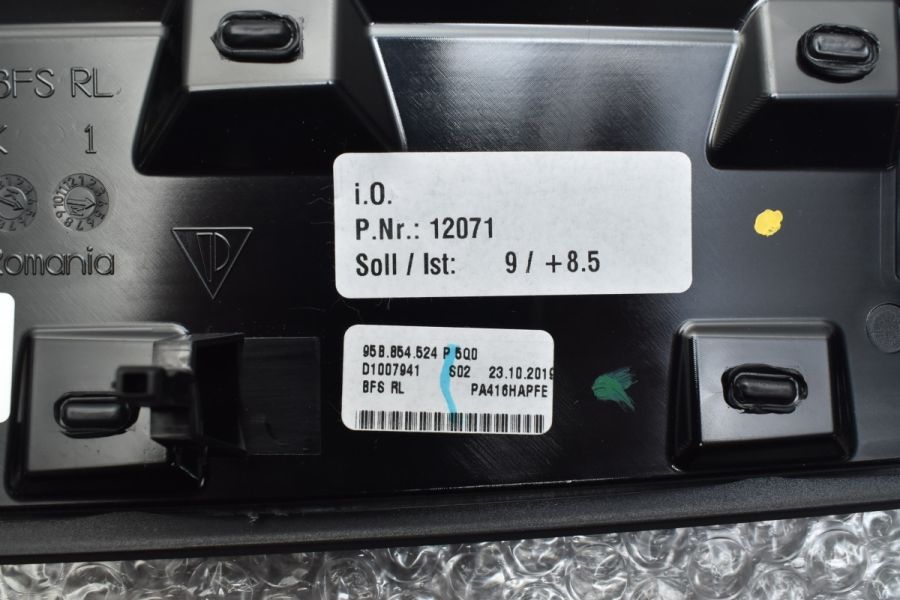 BFS RL
K 1
Romania
i.O.
P.Nr.: 12071
Soll / Ist: 9 / +8.5
95B.854.524 P 5Q0
D1007941 S02 23.10.2019
BFS RL PA416HAPFE